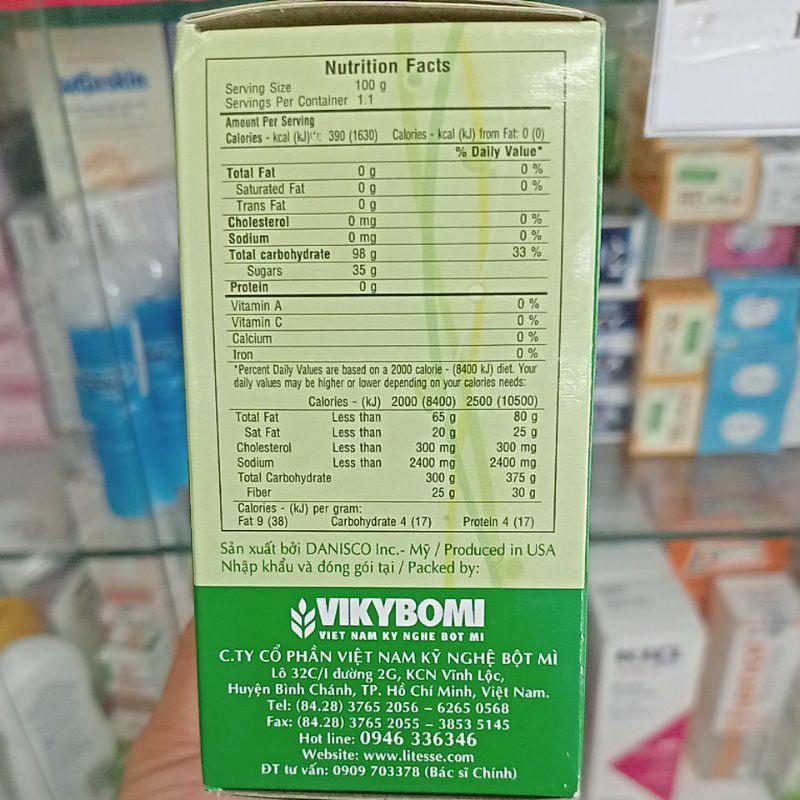 Nutrition Facts
Serving Size 100 g
Servings Per Container 1.1
Amount Per Serving
Calories - kcal (kJ)(*): 390 (1630) Calories - kcal (kJ) from Fat: 0 (0)
% Daily Value*
Total Fat 0 g 0 %
Saturated Fat 0 g 0 %
Trans Fat 0 g
Cholesterol 0 mg 0 %
Sodium 0 mg 0 %
Total carbohydrate 98 g 33 %
Sugars 35 g
Protein 0 g
Vitamin A 0 %
Vitamin C 0 %
Calcium 0 %
Iron 0 %
*Percent Daily Values are based on a 2000 calorie - (8400 kJ) diet. Your
daily values may be higher or lower depending on your calories needs:
Calories - (kJ) 2000 (8400) 2500 (10500)
Total Fat Less than 65 g 80 g
Sat Fat Less than 20 g 25 g
Cholesterol Less than 300 mg 300 mg
Sodium Less than 2400 mg 2400 mg
Total Carbohydrate 300 g 375 g
Fiber 25 g 30 g
Calories - (kJ) per gram:
Fat 9 (38) Carbohydrate 4 (17) Protein 4 (17)
Sản xuất bởi DANISCO Inc.- Mỹ / Produced in USA
Nhập khẩu và đóng gói tại / Packed by:
VIKYBOMI
VIET NAM KY NGHE BOT MI
C.TY CỔ PHẦN VIỆT NAM KỸ NGHỆ BỘT MÌ
Lô 32C/I đường 2G, KCN Vĩnh Lộc,
Huyện Bình Chánh, TP. Hồ Chí Minh, Việt Nam.
Tel: (84.28) 3765 2056 – 6265 0568
Fax: (84.28) 3765 2055 – 3853 5145
Hot line: 0946 336346
Website: www.litesse.com
ĐT tư vấn: 0909 703378 (Bác sĩ Chính)